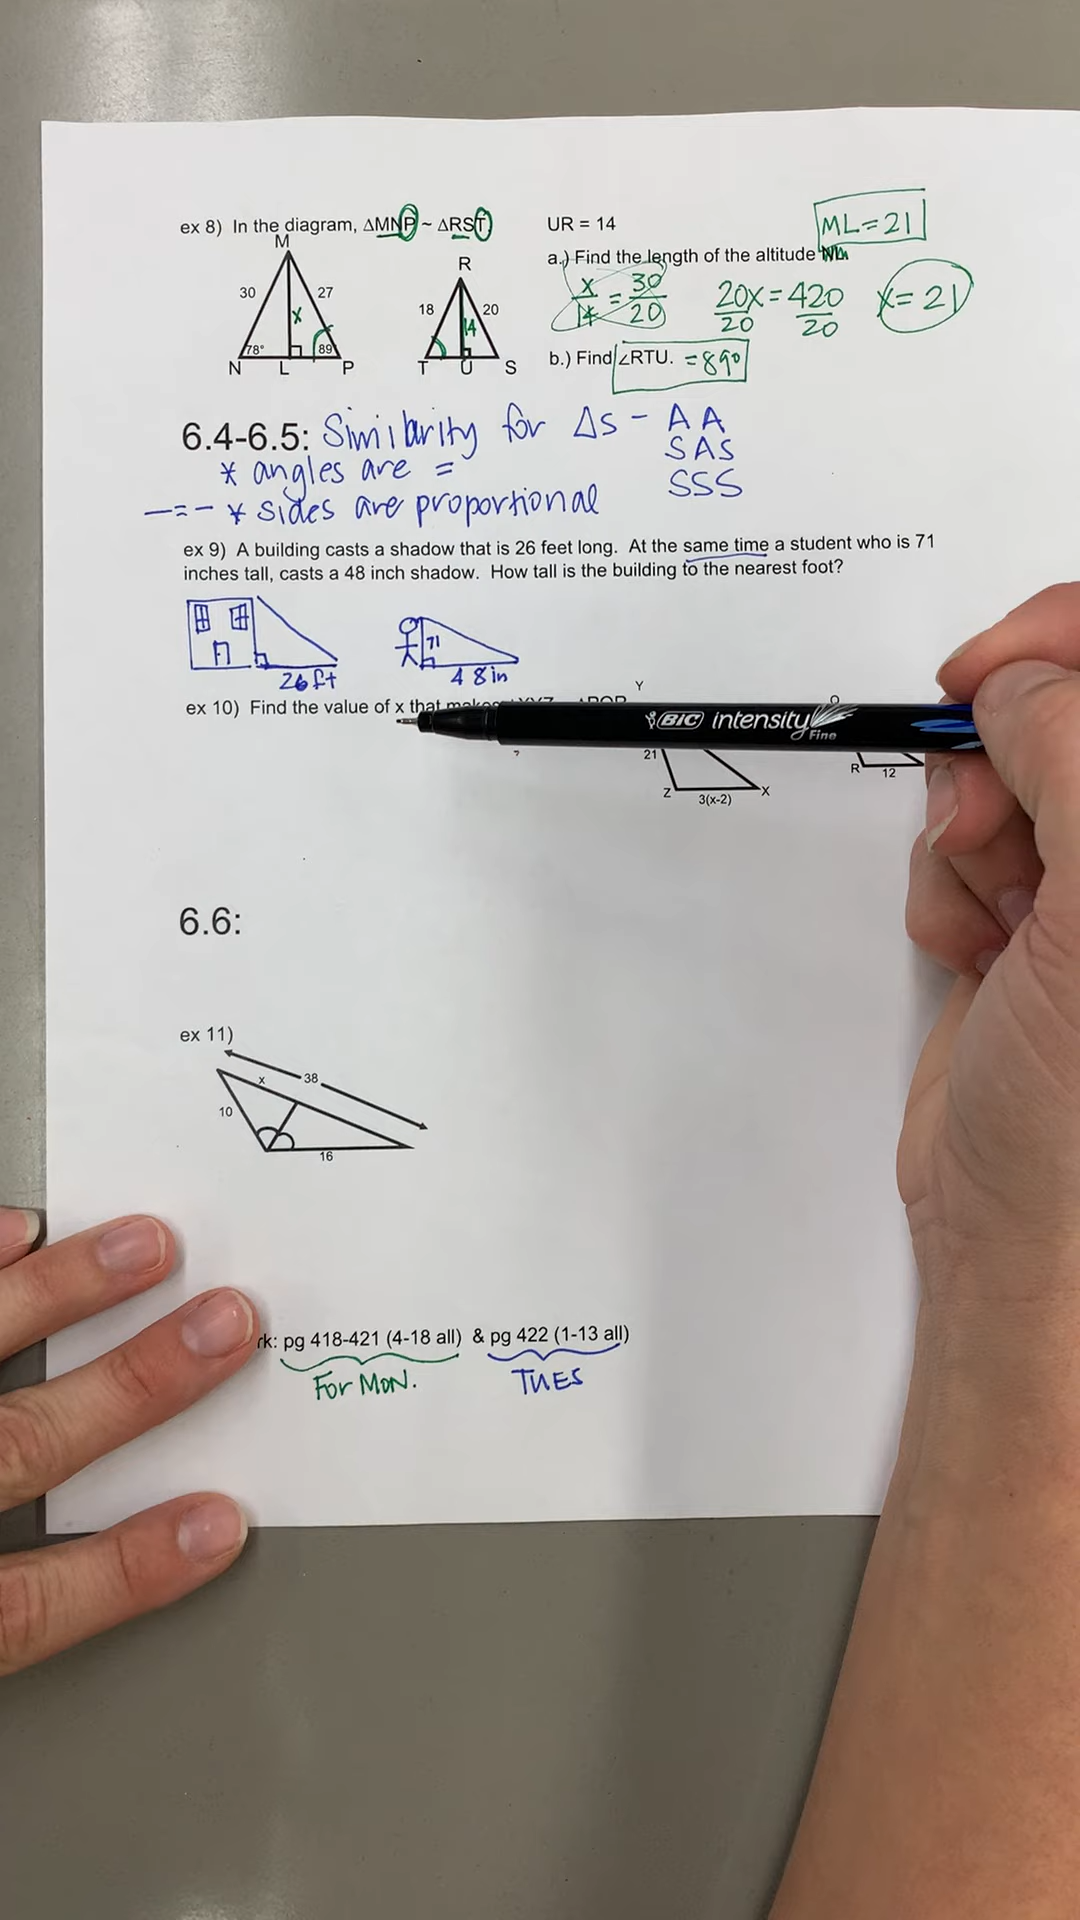 ex 8) In the diagram, ΔMNP ~ ΔRST
UR = 14
ML=21
a.) Find the length of the altitude
M
30
27
x
78°
89°
N
L
P
R
18
20
14
T
U
S
x/14 = 30/20
20x=420
20 20
x=21
b.) Find ∠RTU. =89°
6.4-6.5: Similarity for Δs - AA
SAS
SSS
* angles are =
—=— * sides are proportional
ex 9) A building casts a shadow that is 26 feet long. At the same time a student who is 71
inches tall, casts a 48 inch shadow. How tall is the building to the nearest foot?
26 ft
71
48 in
ex 10) Find the value of x that
Y
21
Z
3(x-2)
X
R
12
BIC intensity
Fine
6.6:
ex 11)
x
38
10
16
rk: pg 418-421 (4-18 all) & pg 422 (1-13 all)
For MON.
TUES